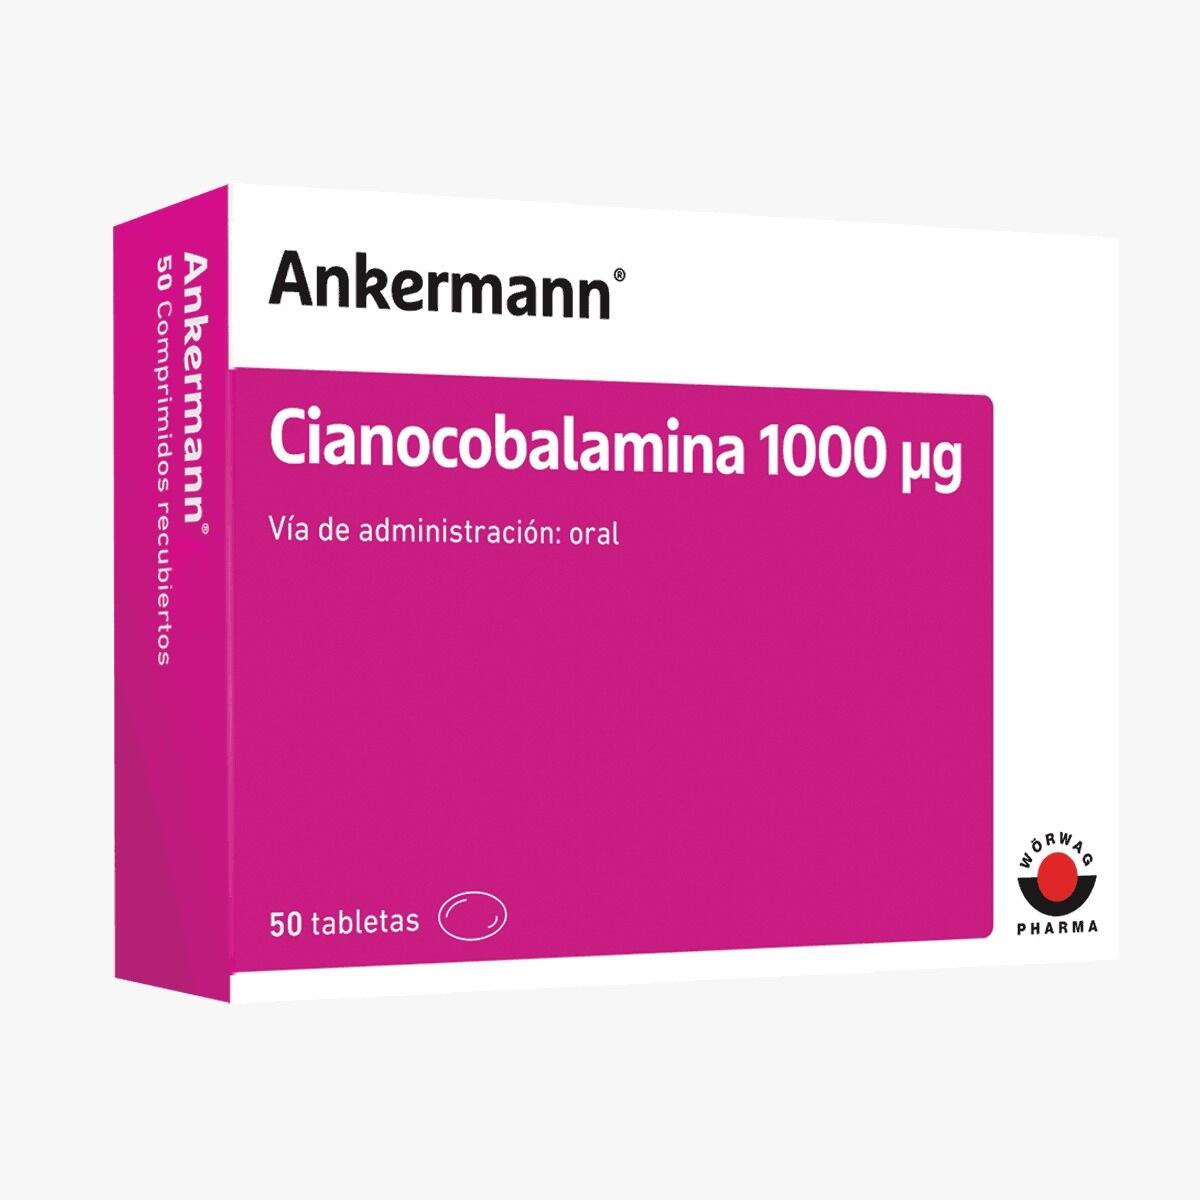 Ankermann®
50 Comprimidos recubiertos
Ankermann®
Cianocobalamina 1000 µg
Vía de administración: oral
50 tabletas
WÖRWAG
PHARMA